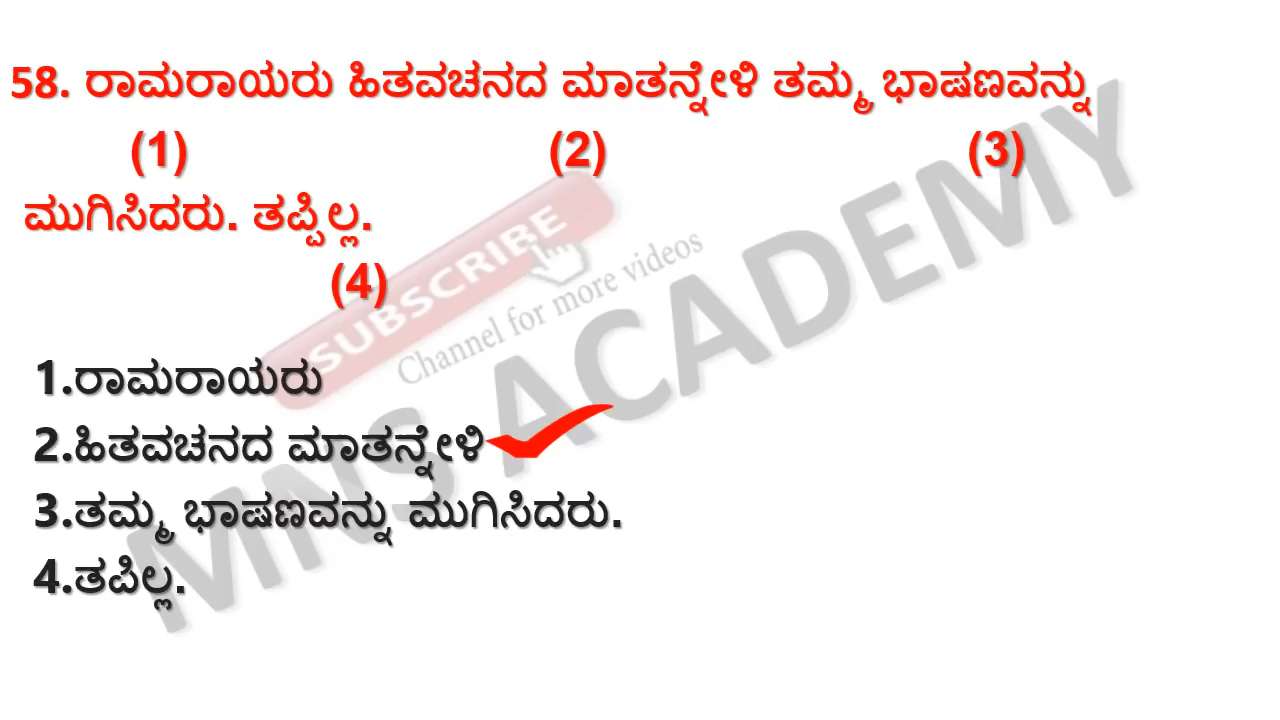 58. ರಾಮರಾಯರು ಹಿತವಚನದ ಮಾತನ್ನೇಳಿ ತಮ್ಮ ಭಾಷಣವನ್ನು
(1) (2) (3)
ಮುಗಿಸಿದರು. ತಪ್ಪಿಲ್ಲ.
(4)
SUBSCRIBE
Channel for more videos
MNS ACADEMY
1.ರಾಮರಾಯರು
2.ಹಿತವಚನದ ಮಾತನ್ನೇಳಿ
3.ತಮ್ಮ ಭಾಷಣವನ್ನು ಮುಗಿಸಿದರು.
4.ತಪಿಲ್ಲ.